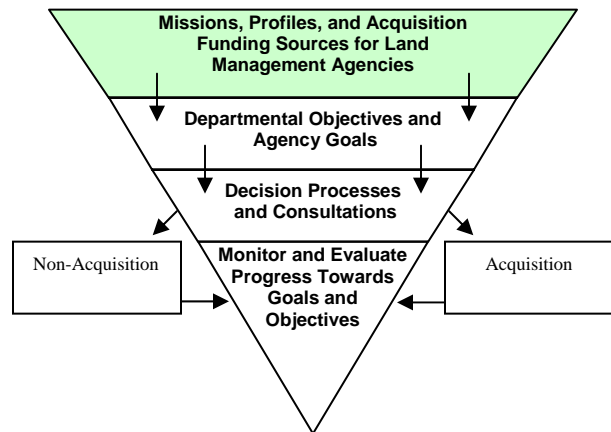 Missions, Profiles, and Acquisition
Funding Sources for Land
Management Agencies
Departmental Objectives and
Agency Goals
Decision Processes
and Consultations
Non-Acquisition
Monitor and Evaluate
Progress Towards
Goals and
Objectives
Acquisition